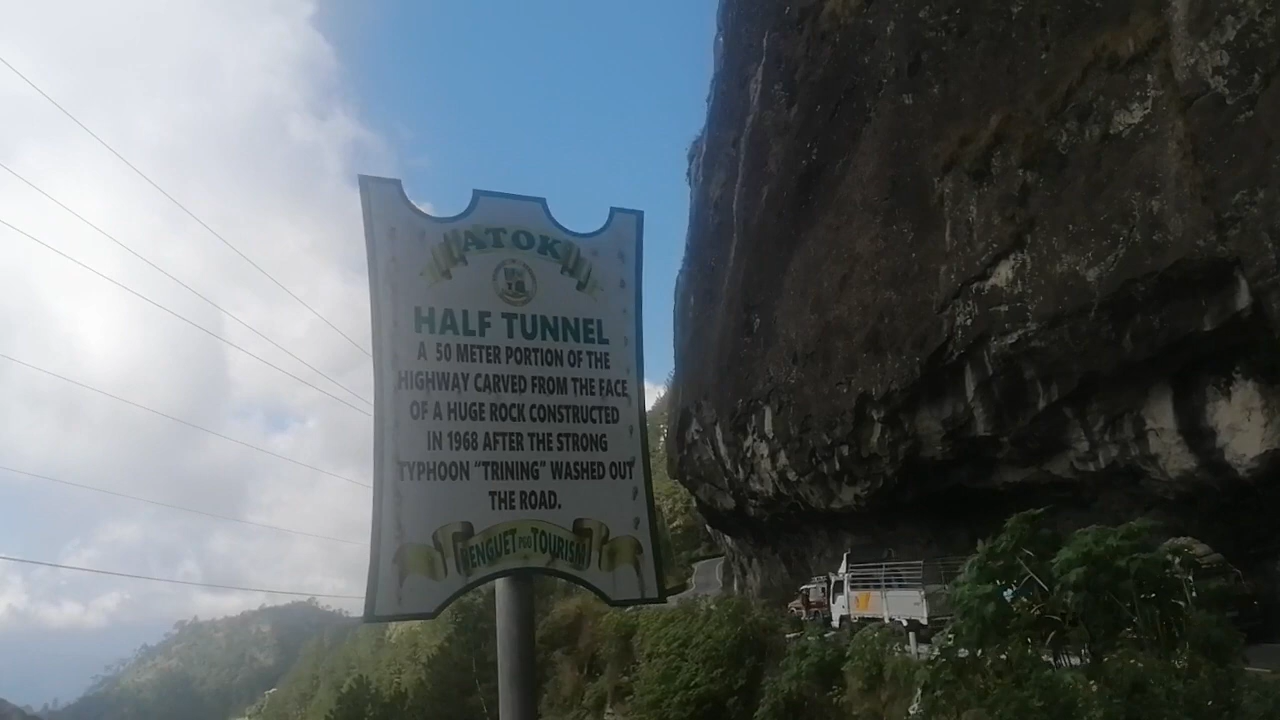 ATOK
HALF TUNNEL
A 50 METER PORTION OF THE
HIGHWAY CARVED FROM THE FACE
OF A HUGE ROCK CONSTRUCTED
IN 1968 AFTER THE STRONG
TYPHOON "TRINING" WASHED OUT
THE ROAD.
BENGUET PGO TOURISM